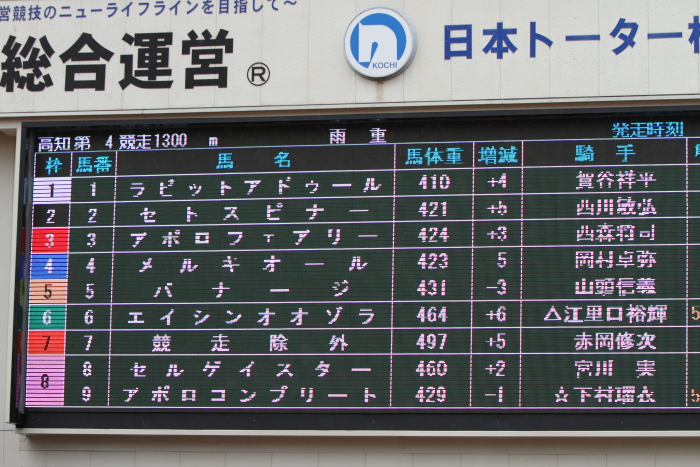 営競技のニューライフラインを目指して〜
総合運営®
KOCHI
日本トーター
高知 第 4 競走1300 m 雨 重 発走時刻
枠 馬番 馬 名 馬体重 増減 騎 手
1 1 ラビットアドゥール 410 +4 賀谷祥平
2 2 セトスピナー 421 +5 西川敏弘
3 3 アポロフェアリー 424 +3 西森将司
4 4 メルキオール 423 5 岡村卓弥
5 5 バナージ 431 -3 山頭信義
6 6 エイシンオオゾラ 464 +6 △江里口裕輝 5
7 7 競走除外 497 +5 赤岡修次
8 8 セルゲイスター 460 +2 宮川 実
9 アポロコンプリート 429 -1 ☆下村瑠衣 5